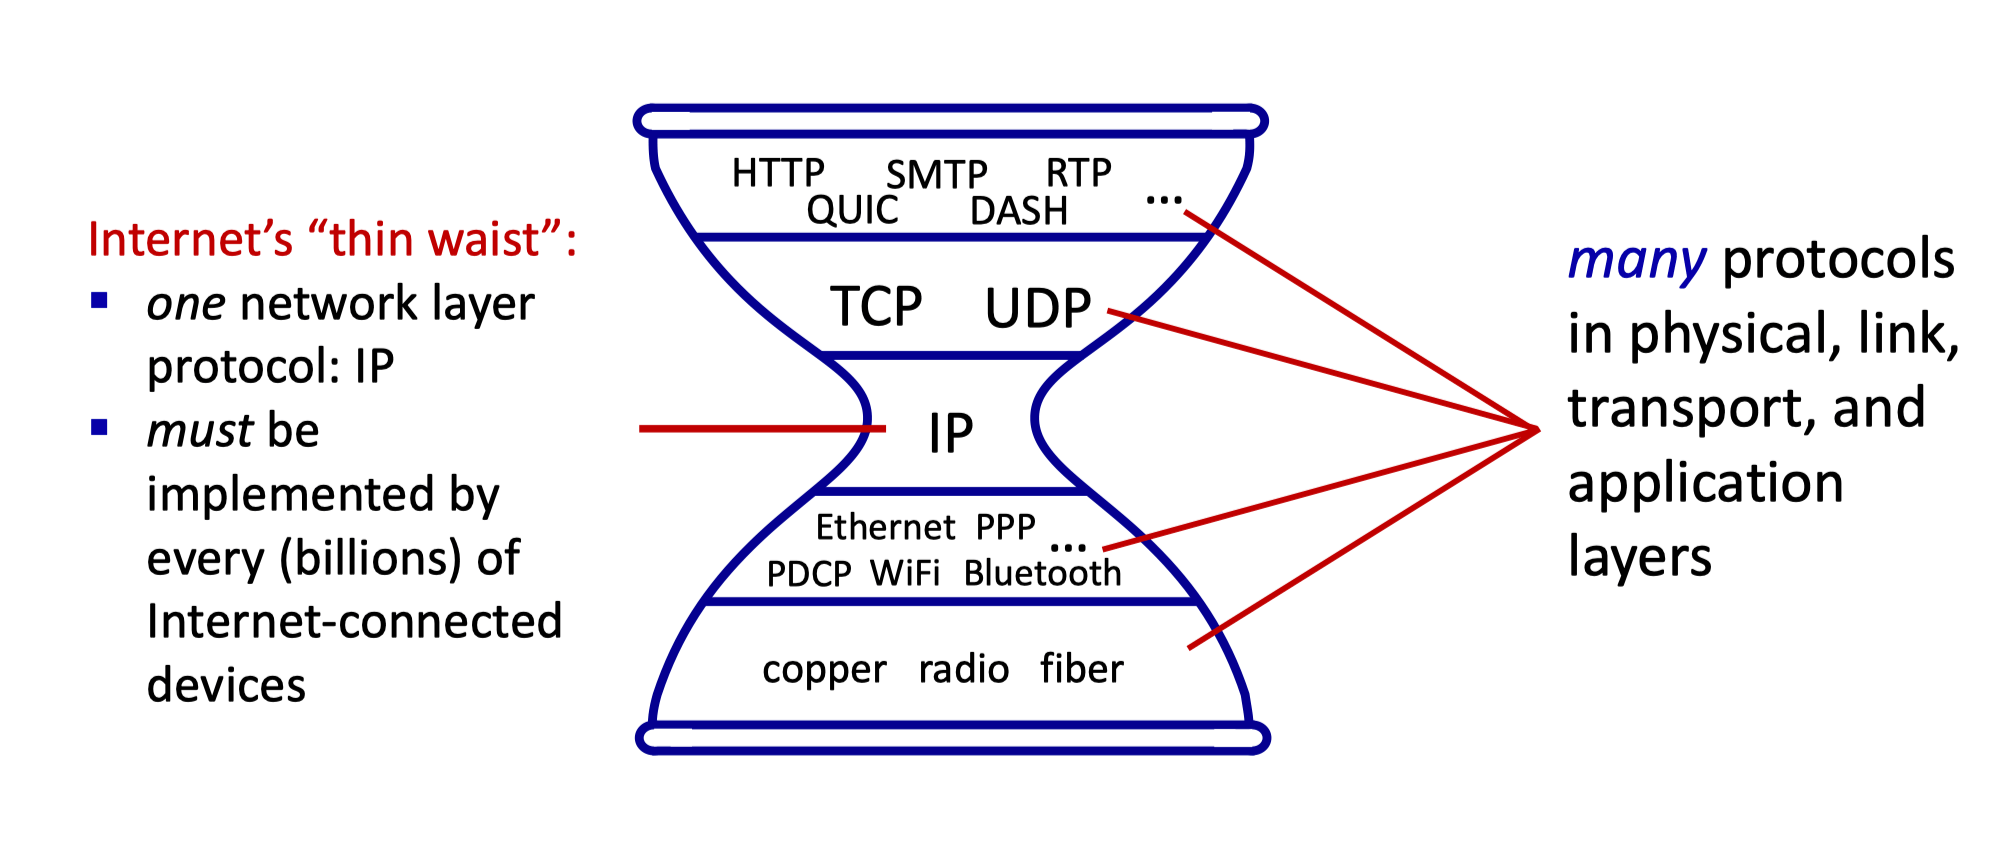 Internet's “thin waist”:
▪ one network layer
protocol: IP
▪ must be
implemented by
every (billions) of
Internet-connected
devices
HTTP SMTP RTP
QUIC DASH ...
TCP UDP
IP
Ethernet PPP ...
PDCP WiFi Bluetooth
copper radio fiber
many protocols
in physical, link,
transport, and
application
layers